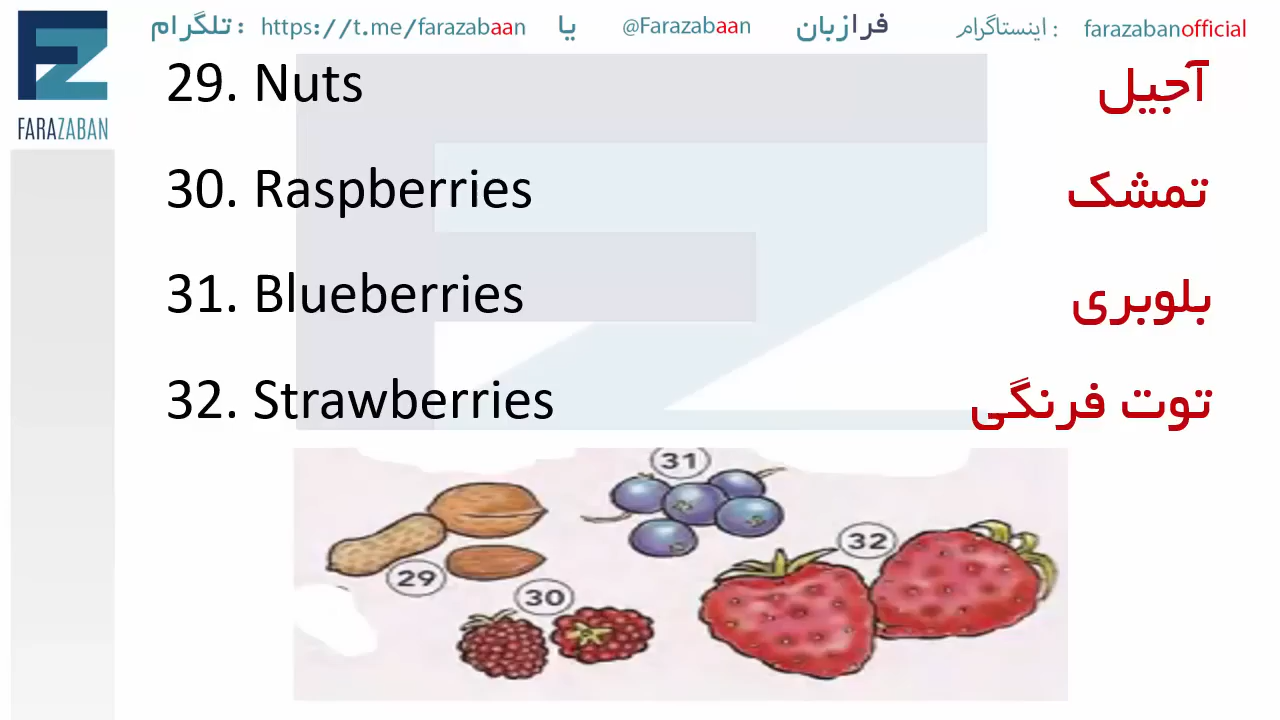 تلگرام : https://t.me/farazabaan یا @Farazabaan فرازبان اینستاگرام : farazabanofficial
FZ
FARAZABAN
29. Nuts آجیل
30. Raspberries تمشک
31. Blueberries بلوبری
32. Strawberries توت فرنگی
31
32
29
30